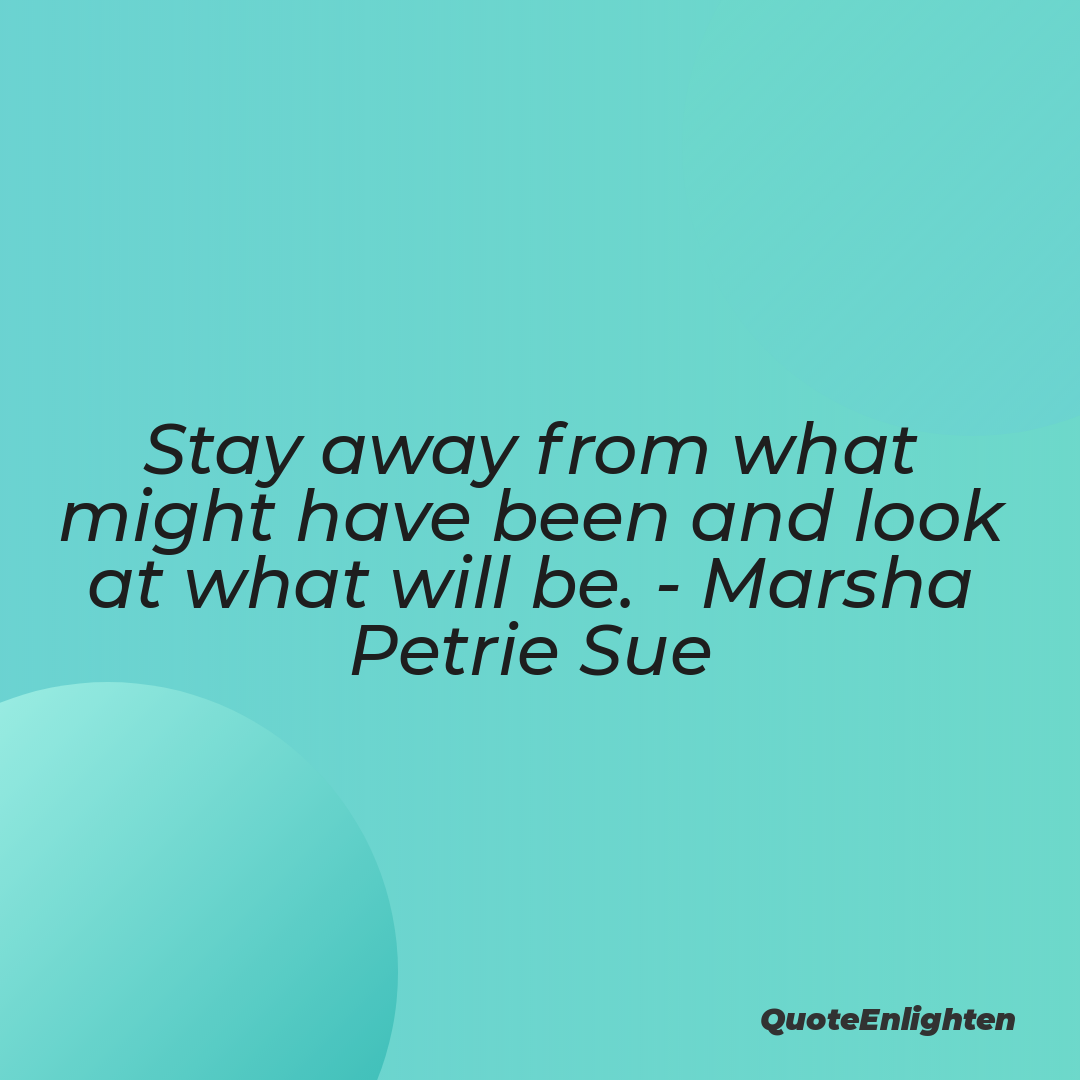 Stay away from what
might have been and look
at what will be. - Marsha
Petrie Sue
QuoteEnlighten